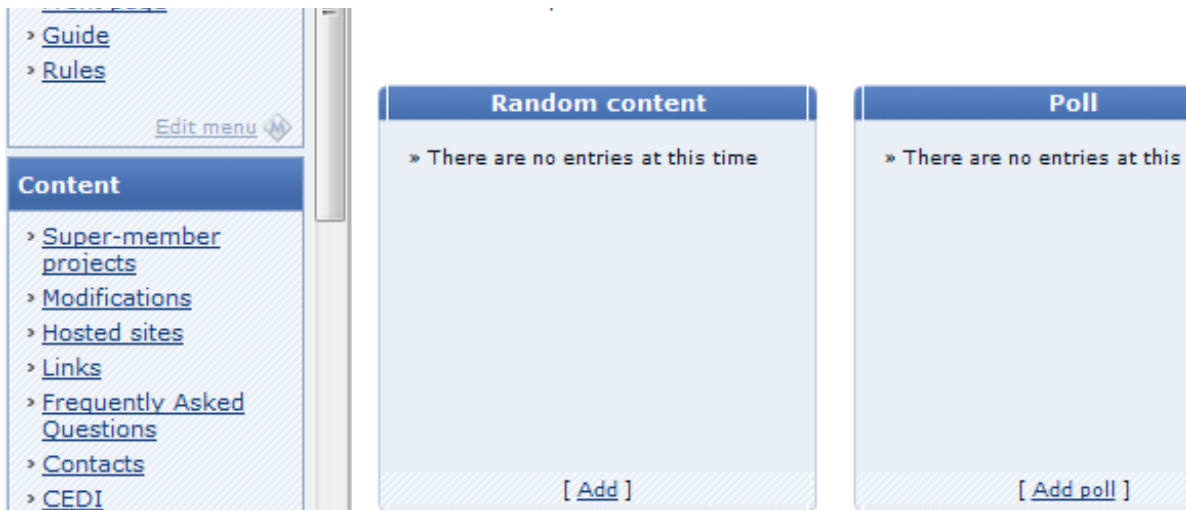 Guide
Rules
Edit menu
Content
Super-member
projects
Modifications
Hosted sites
Links
Frequently Asked
Questions
Contacts
CEDI
Random content
» There are no entries at this time
[ Add ]
Poll
» There are no entries at this
[ Add poll ]